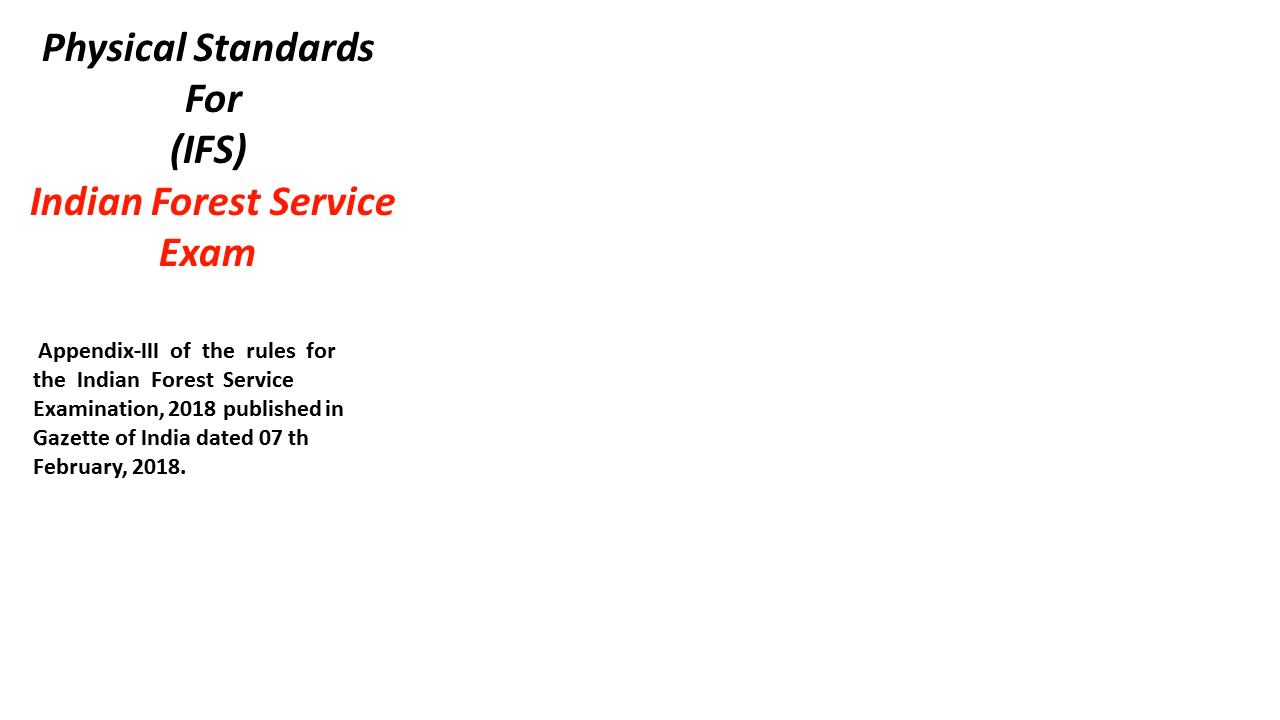 Physical Standards
For
(IFS)
Indian Forest Service
Exam
Appendix-III of the rules for
the Indian Forest Service
Examination, 2018 published in
Gazette of India dated 07 th
February, 2018.